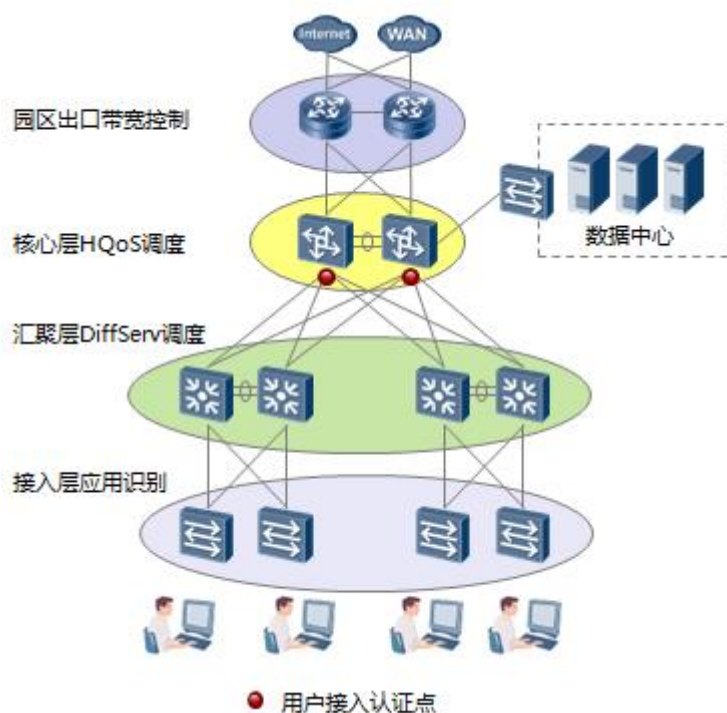 Internet
WAN
园区出口带宽控制
核心层HQoS调度
数据中心
汇聚层DiffServ调度
接入层应用识别
用户接入认证点